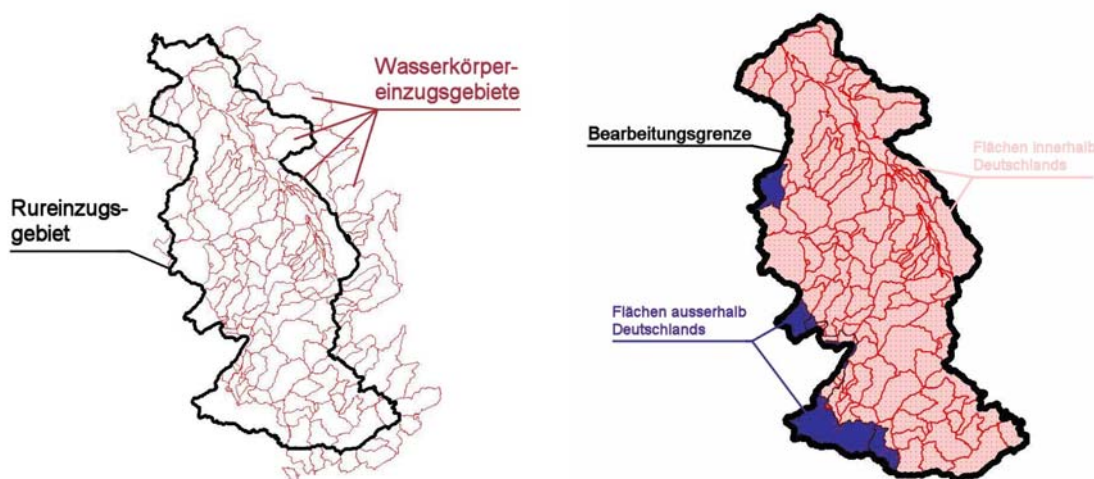 Wasserkörper-
einzugsgebiete
Rureinzugs-
gebiet
Bearbeitungsgrenze
Flächen innerhalb
Deutschlands
Flächen ausserhalb
Deutschlands